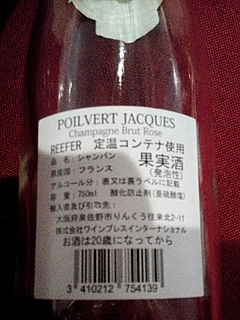 POILVERT JACQUES
Champagne Brut Rose
REEFER 定温コンテナ使用
品名：シャンパン 果実酒
原産国：フランス (発泡性)
アルコール分：表又は裏ラベルに記載
容量：750ml 酸化防止剤(亜硫酸塩)
輸入者及び引取先：
大阪府泉佐野市りんくう往来北2-11
株式会社ワインプレスインターナショナル
お酒は20歳になってから
3 410212 754139